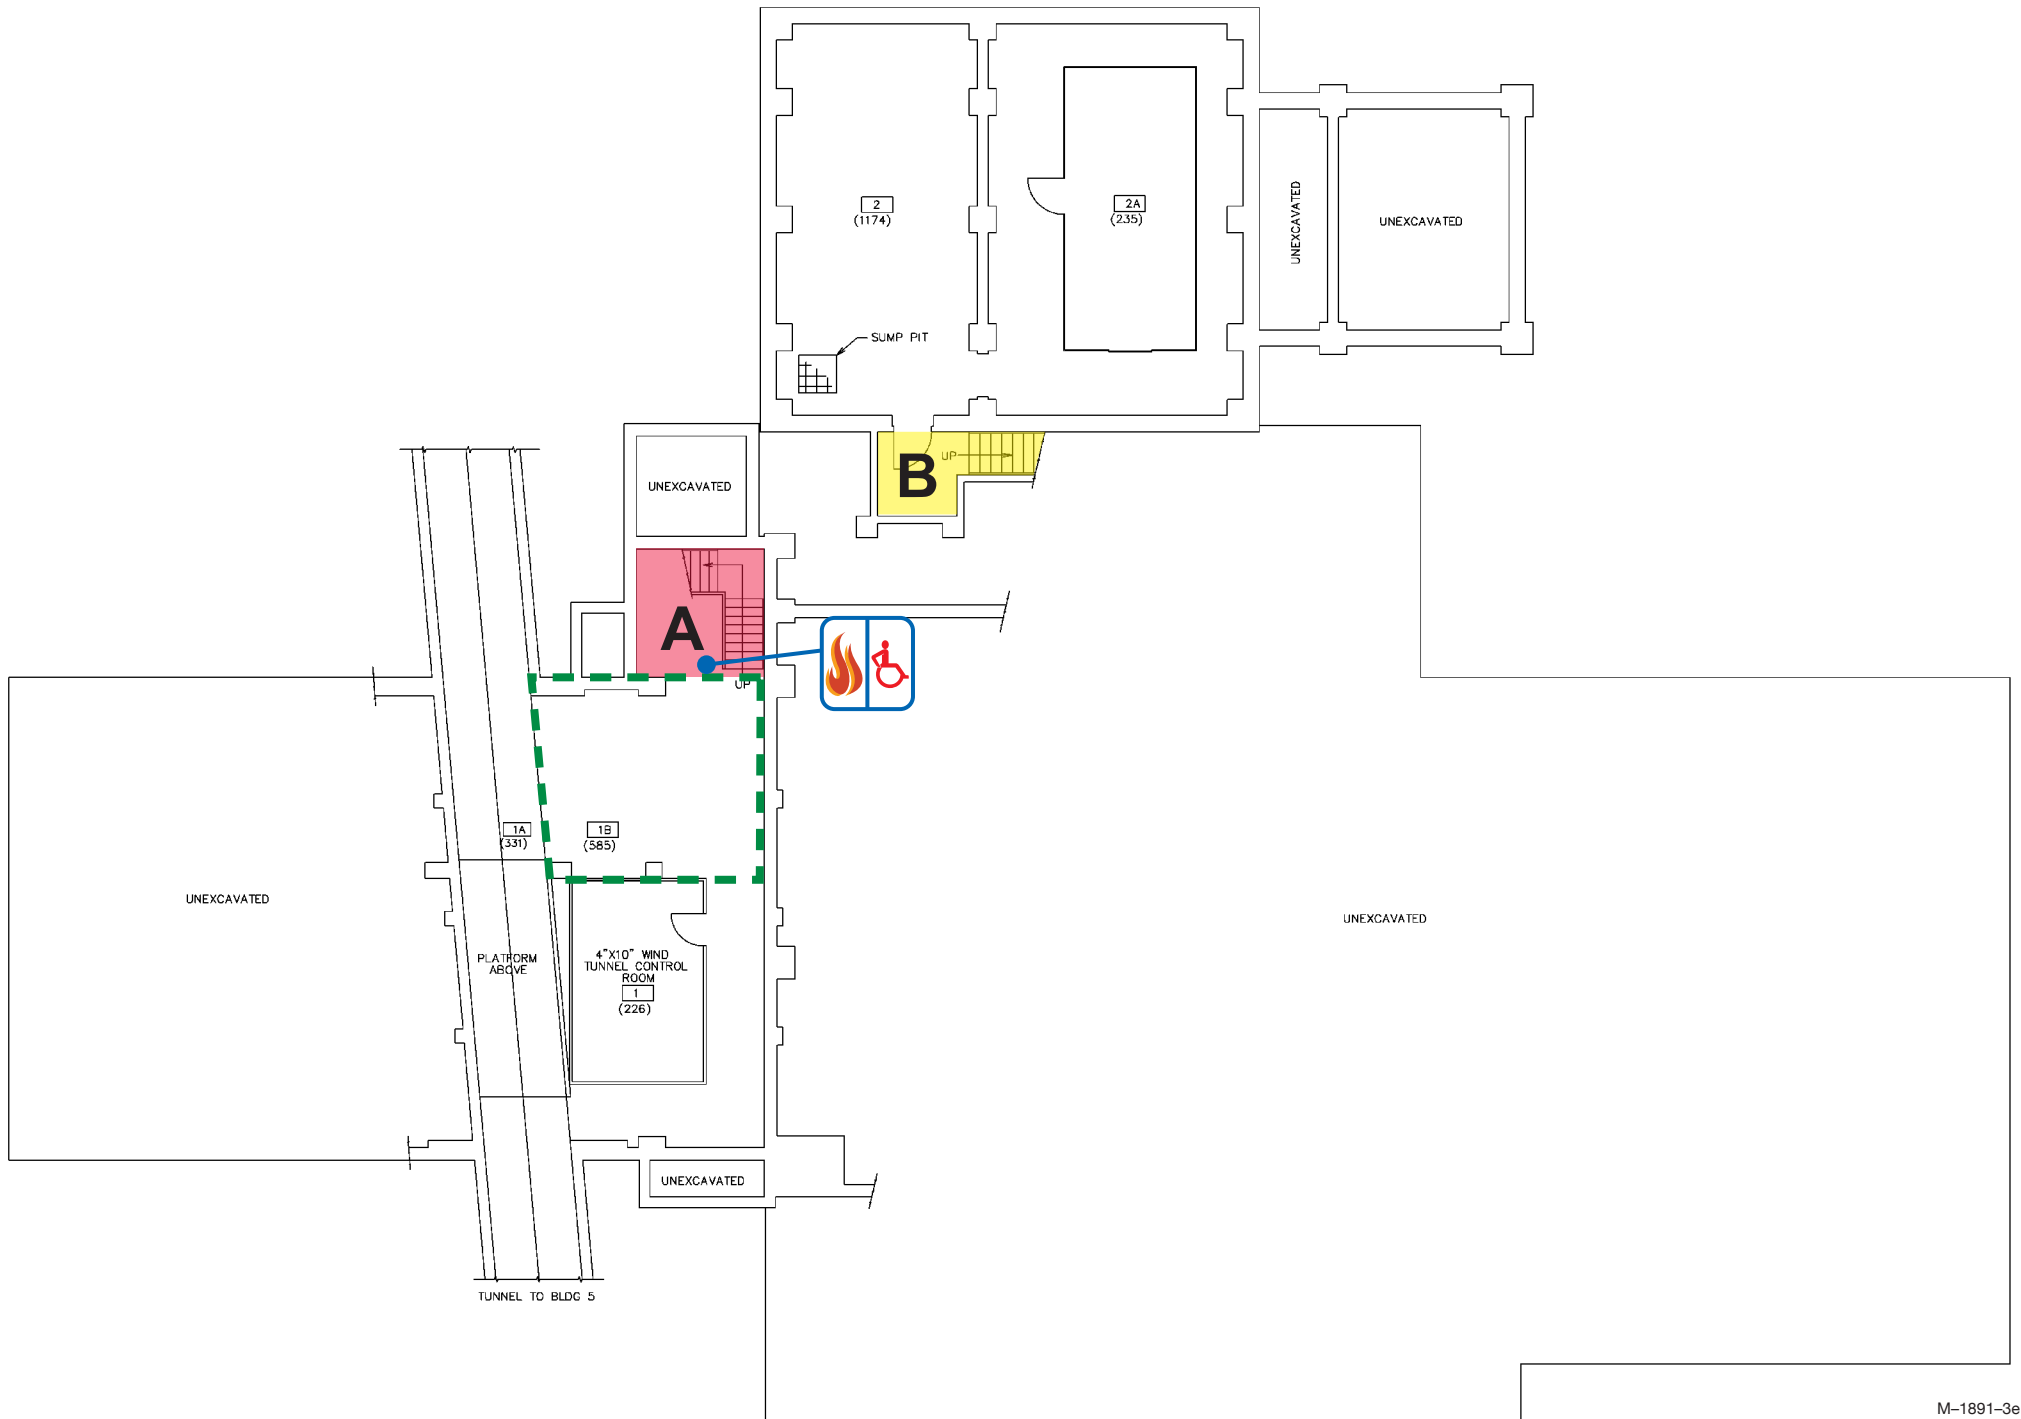 2
(1174)
2A
(235)
UNEXCAVATED
UNEXCAVATED
SUMP PIT
UP
B
UNEXCAVATED
A
UP
1A
(331)
1B
(585)
UNEXCAVATED
UNEXCAVATED
PLATFORM
ABOVE
4"X10" WIND
TUNNEL CONTROL
ROOM
1
(226)
UNEXCAVATED
TUNNEL TO BLDG 5
M–1891–3e